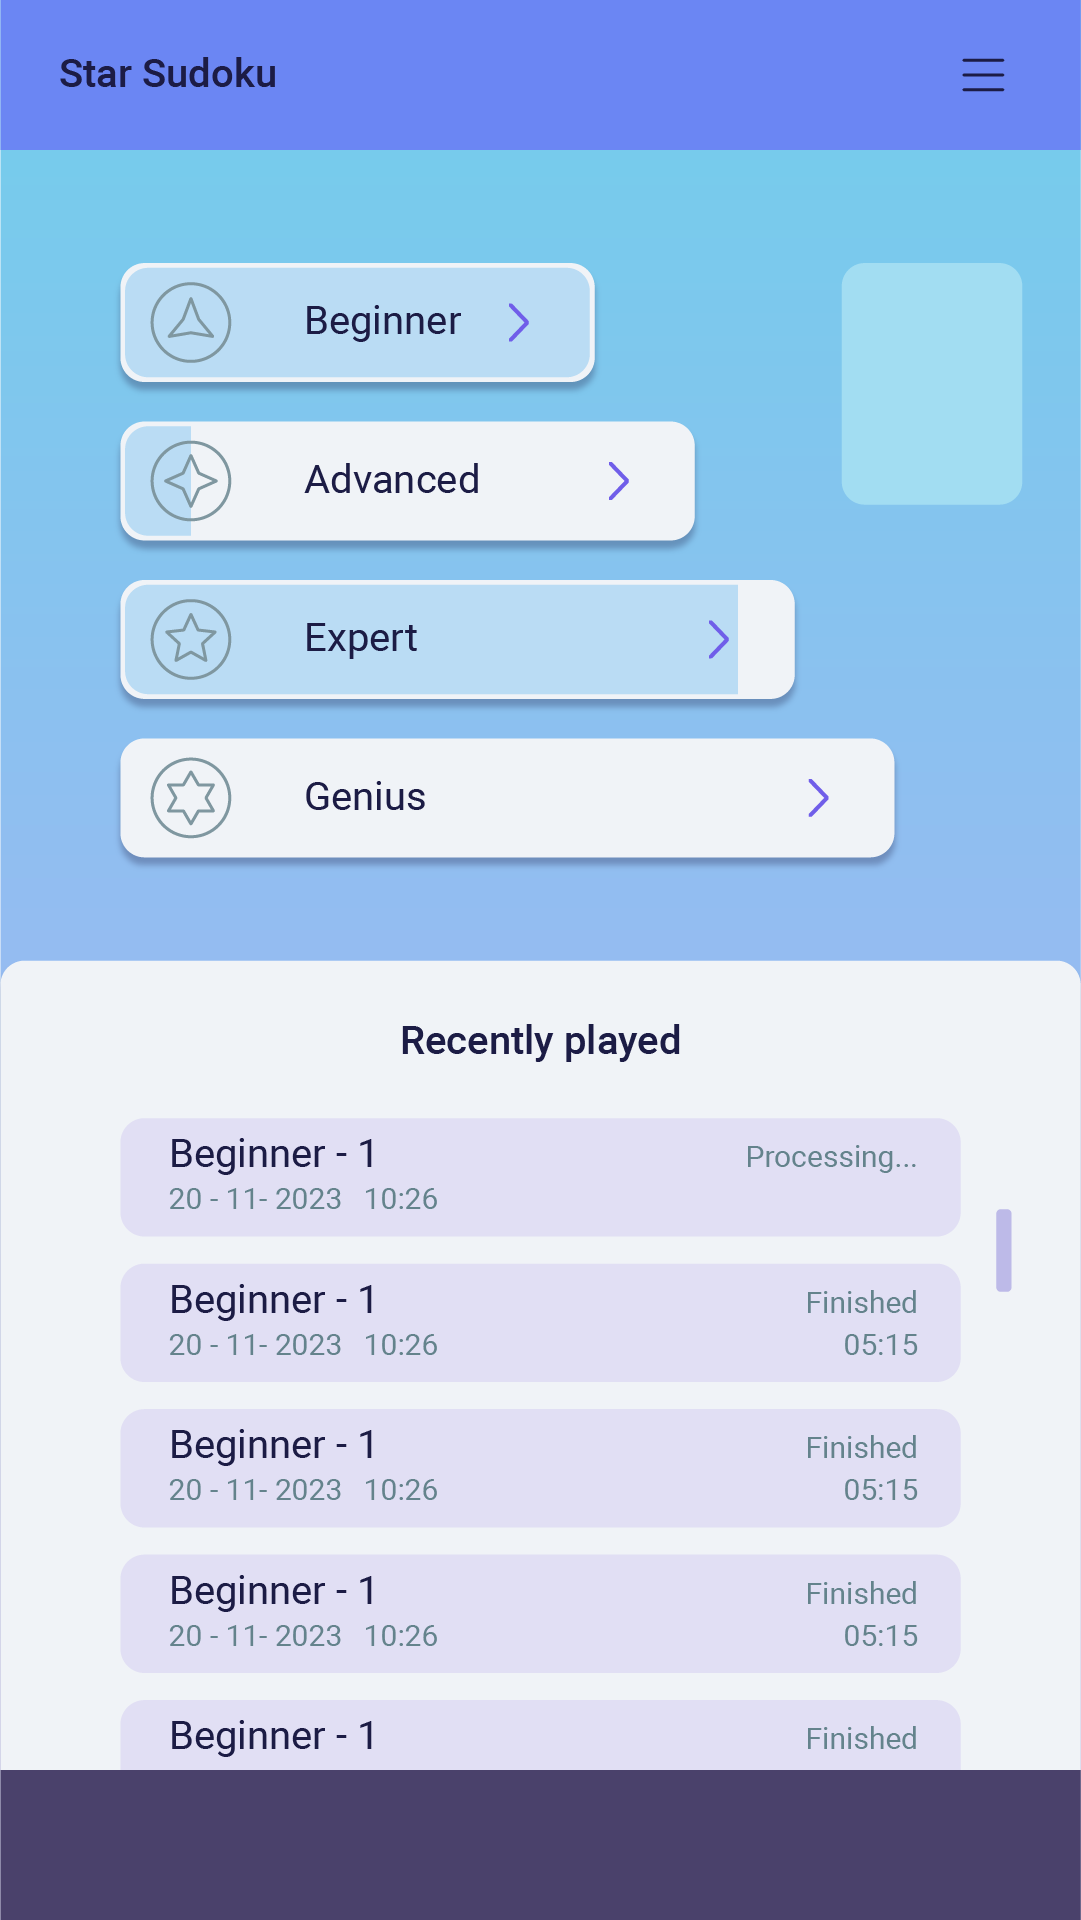 Star Sudoku
Beginner
Advanced
Expert
Genius
Recently played
Beginner - 1
Processing...
20 - 11- 2023 10:26
Beginner - 1
Finished
20 - 11- 2023 10:26
05:15
Beginner - 1
Finished
20 - 11- 2023 10:26
05:15
Beginner - 1
Finished
20 - 11- 2023 10:26
05:15
Beginner - 1
Finished